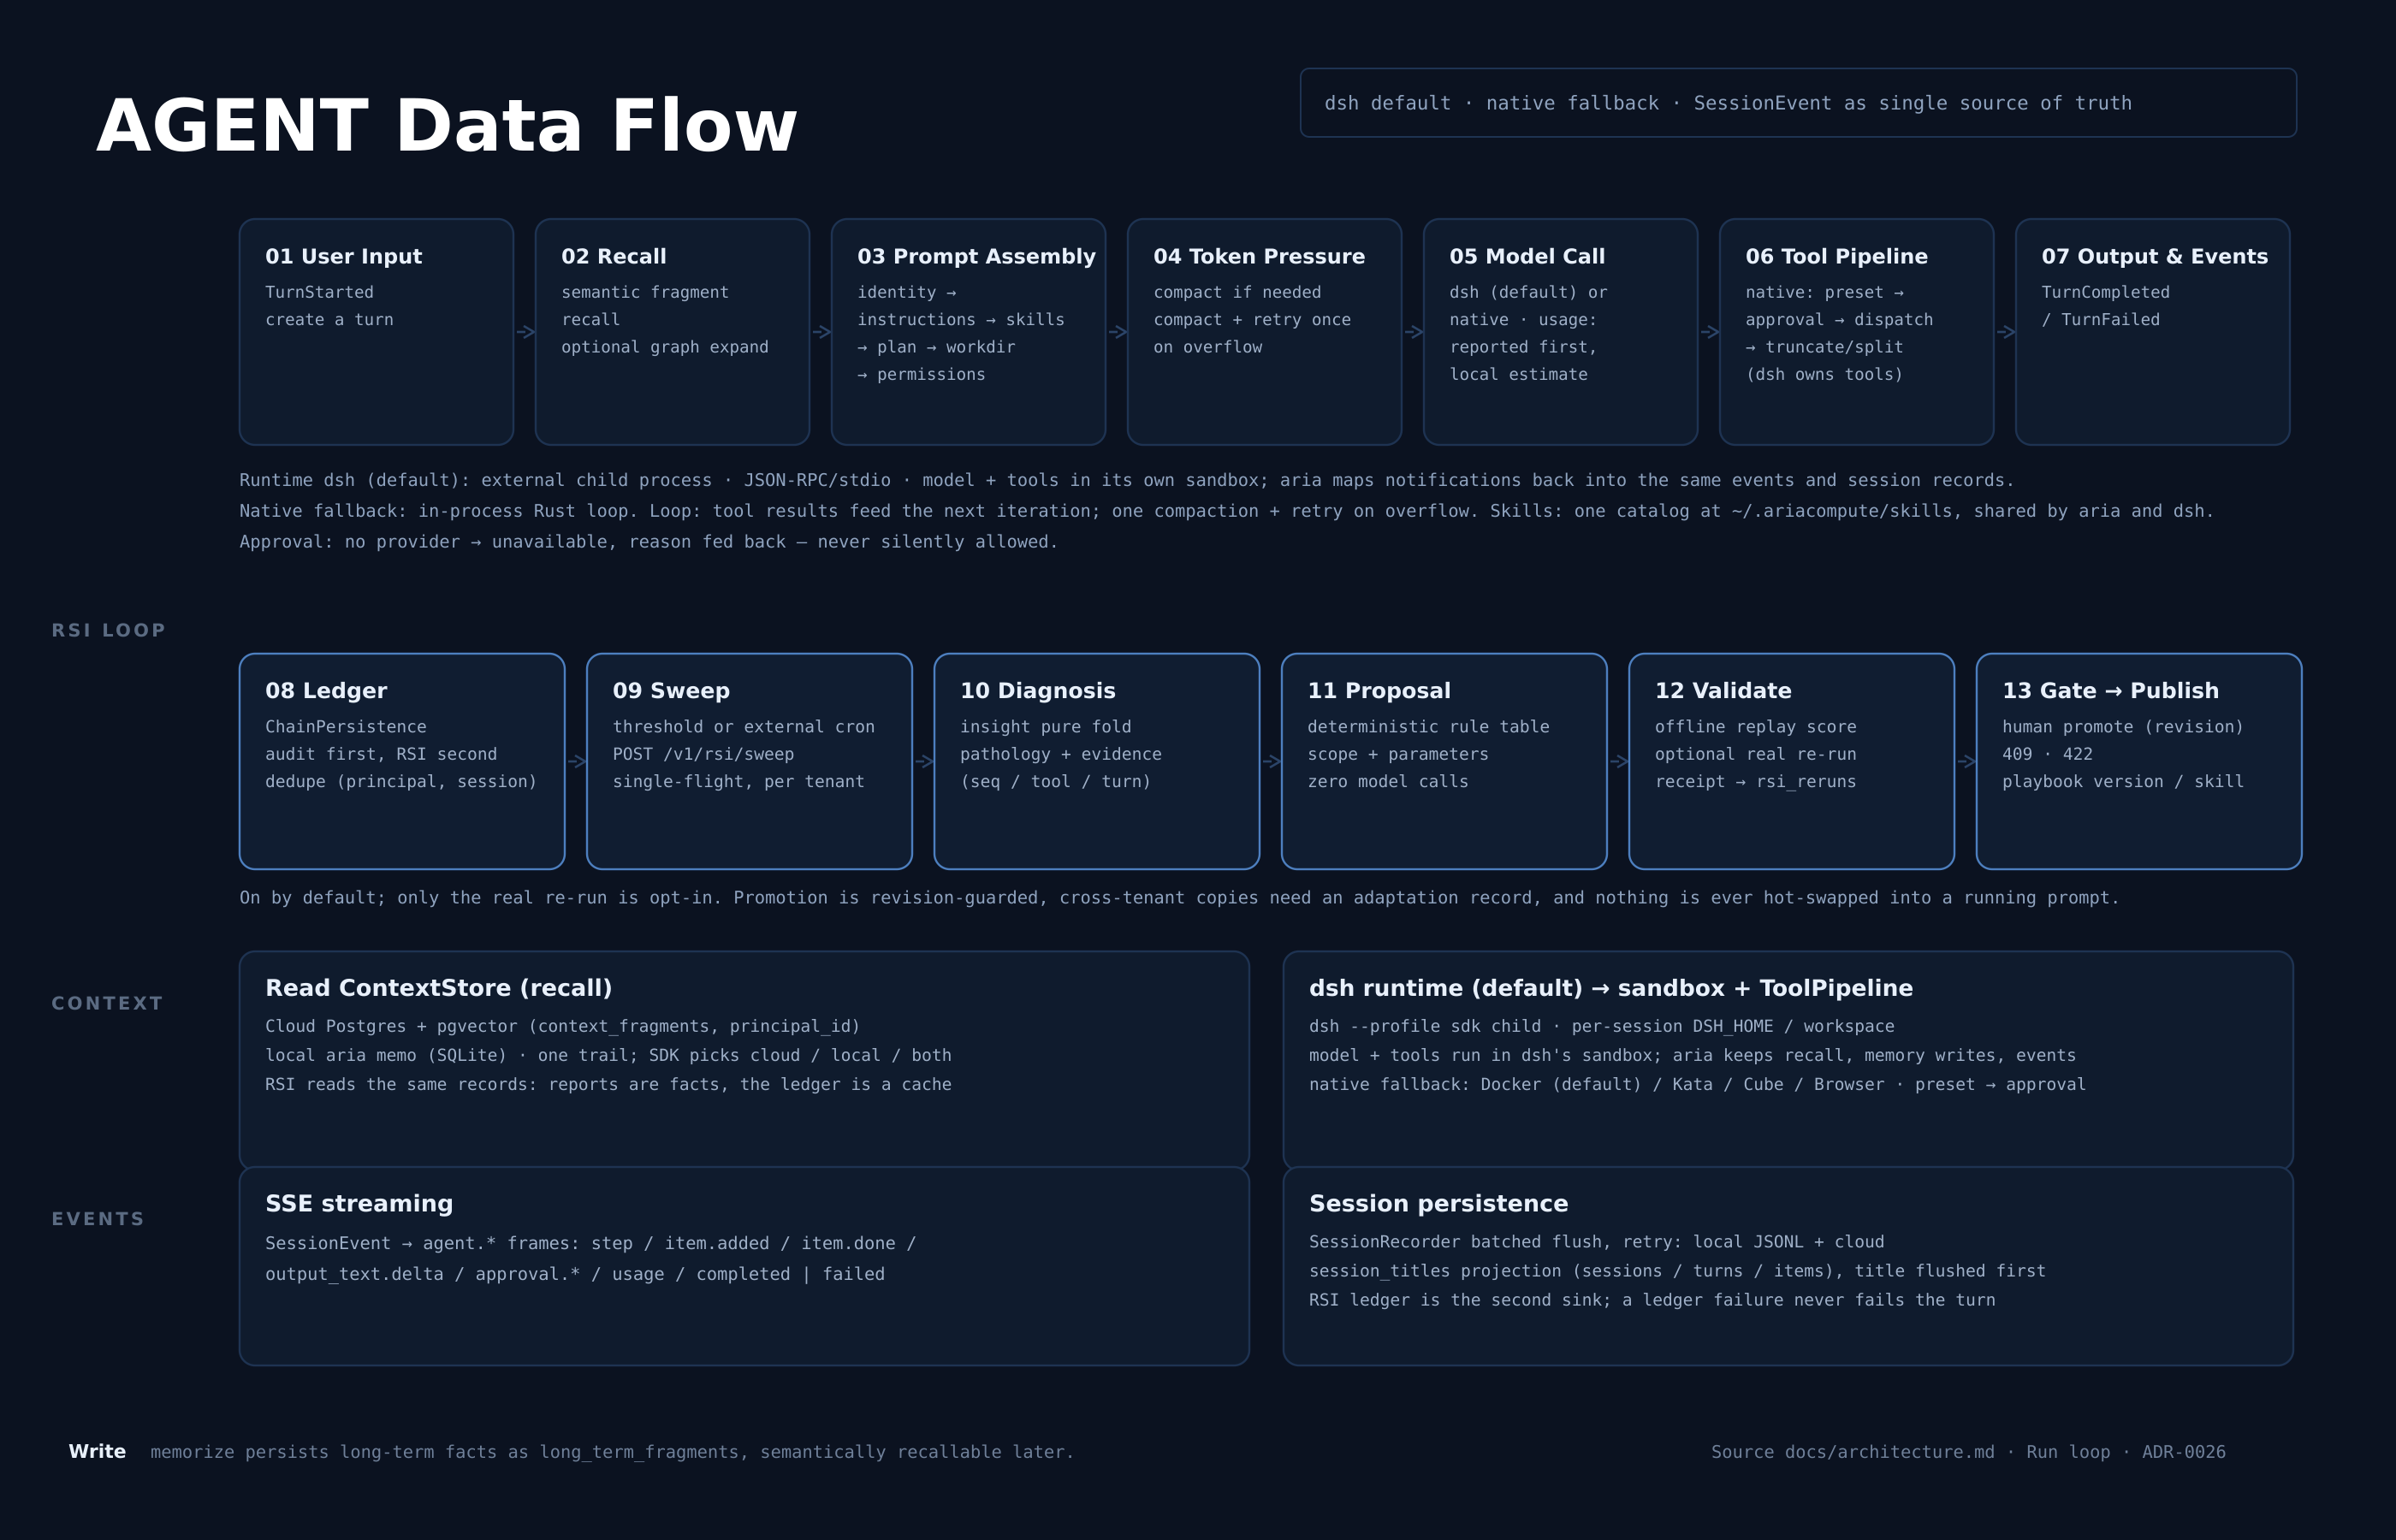 AGENT Data Flow
dsh default · native fallback · SessionEvent as single source of truth
01 User Input
TurnStarted
create a turn
02 Recall
semantic fragment
recall
optional graph expand
03 Prompt Assembly
identity →
instructions → skills
→ plan → workdir
→ permissions
04 Token Pressure
compact if needed
compact + retry once
on overflow
05 Model Call
dsh (default) or
native · usage:
reported first,
local estimate
06 Tool Pipeline
native: preset →
approval → dispatch
→ truncate/split
(dsh owns tools)
07 Output & Events
TurnCompleted
/ TurnFailed
Runtime dsh (default): external child process · JSON-RPC/stdio · model + tools in its own sandbox; aria maps notifications back into the same events and session records.
Native fallback: in-process Rust loop. Loop: tool results feed the next iteration; one compaction + retry on overflow. Skills: one catalog at ~/.ariacompute/skills, shared by aria and dsh.
Approval: no provider → unavailable, reason fed back — never silently allowed.
RSI LOOP
08 Ledger
ChainPersistence
audit first, RSI second
dedupe (principal, session)
09 Sweep
threshold or external cron
POST /v1/rsi/sweep
single-flight, per tenant
10 Diagnosis
insight pure fold
pathology + evidence
(seq / tool / turn)
11 Proposal
deterministic rule table
scope + parameters
zero model calls
12 Validate
offline replay score
optional real re-run
receipt → rsi_reruns
13 Gate → Publish
human promote (revision)
409 · 422
playbook version / skill
On by default; only the real re-run is opt-in. Promotion is revision-guarded, cross-tenant copies need an adaptation record, and nothing is ever hot-swapped into a running prompt.
CONTEXT
Read ContextStore (recall)
Cloud Postgres + pgvector (context_fragments, principal_id)
local aria memo (SQLite) · one trail; SDK picks cloud / local / both
RSI reads the same records: reports are facts, the ledger is a cache
dsh runtime (default) → sandbox + ToolPipeline
dsh --profile sdk child · per-session DSH_HOME / workspace
model + tools run in dsh's sandbox; aria keeps recall, memory writes, events
native fallback: Docker (default) / Kata / Cube / Browser · preset → approval
EVENTS
SSE streaming
SessionEvent → agent.* frames: step / item.added / item.done /
output_text.delta / approval.* / usage / completed | failed
Session persistence
SessionRecorder batched flush, retry: local JSONL + cloud
session_titles projection (sessions / turns / items), title flushed first
RSI ledger is the second sink; a ledger failure never fails the turn
Write memorize persists long-term facts as long_term_fragments, semantically recallable later.
Source docs/architecture.md · Run loop · ADR-0026